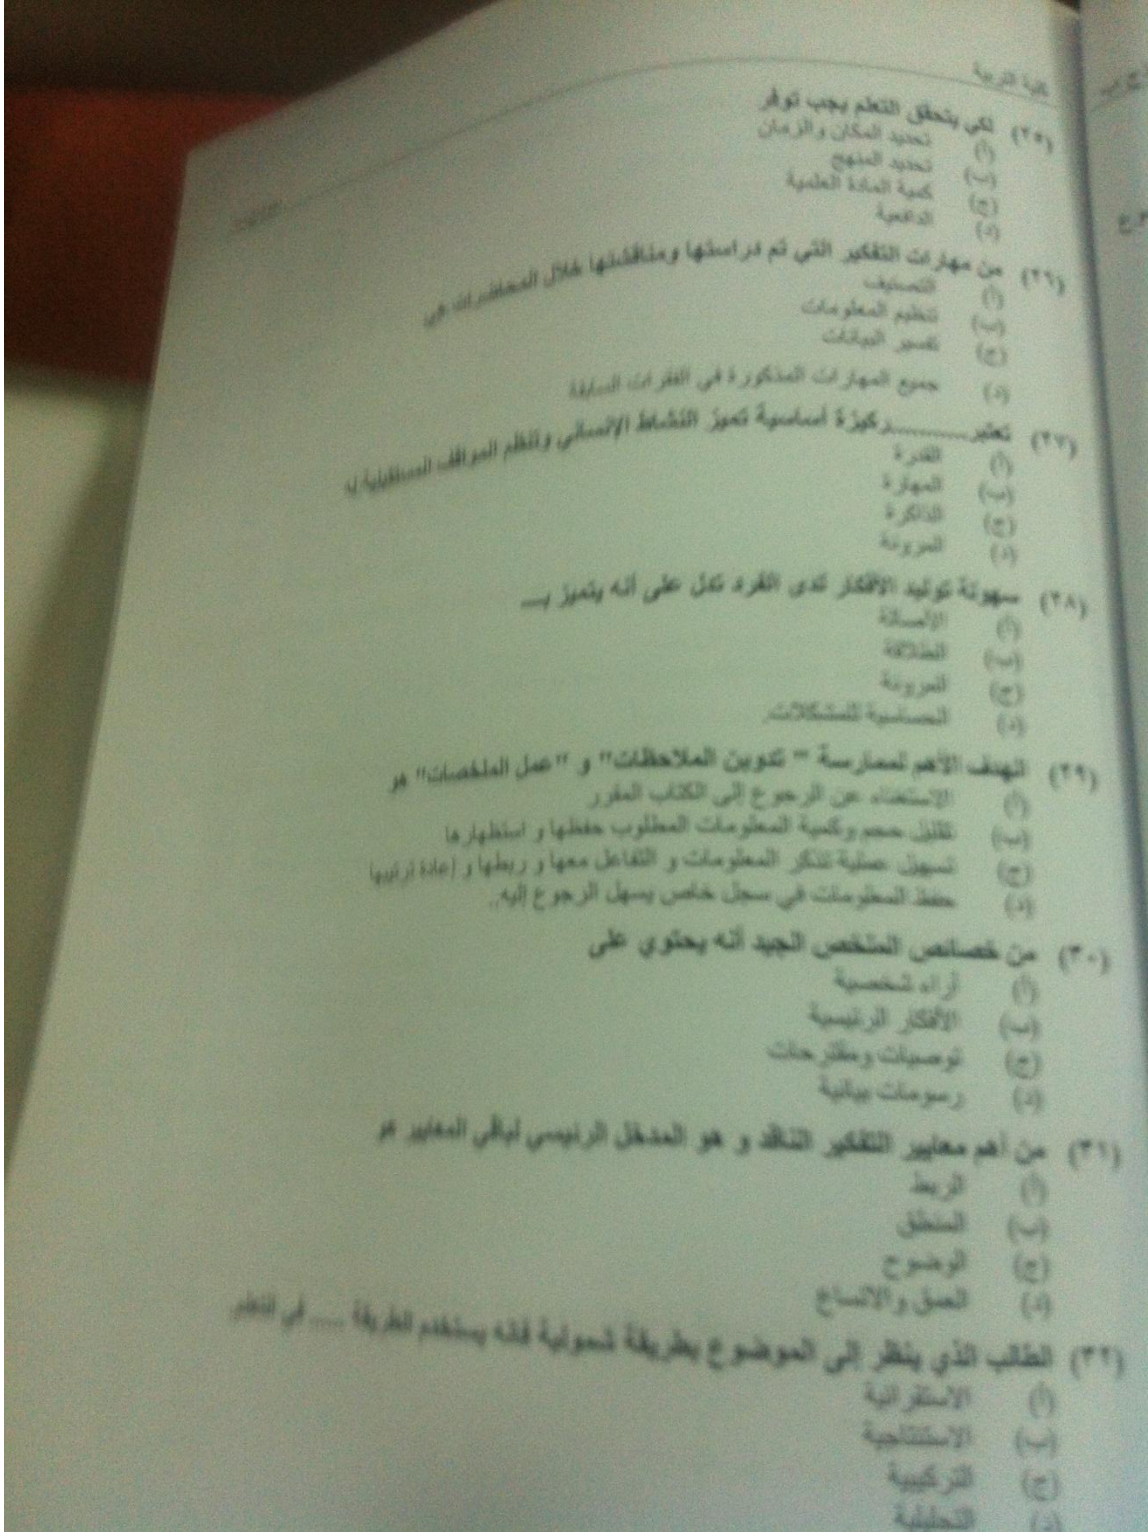 كلية التربية
(٢٥) لكي يتحقق التعلم يجب توفر
(أ) تحديد المكان والزمان
(ب) تحديد المنهج
(ج) كمية المادة العلمية
(د) الدافعية
(٢٦) من مهارات التفكير التي تم دراستها ومناقشتها خلال المحاضرات هي
(أ) التصنيف
(ب) تنظيم المعلومات
(ج) تفسير البيانات
(د) جميع المهارات المذكورة في الفقرات السابقة
(٢٧) تعتبر...........ركيزة أساسية تميز النشاط الإنساني وتنظم المواقف المستقبلية له
(أ) القدرة
(ب) المهارة
(ج) الذاكرة
(د) المرونة
(٢٨) سهولة توليد الأفكار لدى الفرد تدل على أنه يتميز بـ
(أ) الأصالة
(ب) الطلاقة
(ج) المرونة
(د) الحساسية للمشكلات.
(٢٩) الهدف الأهم لممارسة " تدوين الملاحظات" و "عمل الملخصات" هو
(أ) الاستغناء عن الرجوع إلى الكتاب المقرر
(ب) تقليل حجم وكمية المعلومات المطلوب حفظها و استظهارها
(ج) تسهيل عملية تذكر المعلومات و التفاعل معها و ربطها و إعادة ترتيبها
(د) حفظ المعلومات في سجل خاص يسهل الرجوع إليه.
(٣٠) من خصائص الملخص الجيد أنه يحتوي على
(أ) آراء شخصية
(ب) الأفكار الرئيسية
(ج) توصيات ومقترحات
(د) رسومات بيانية
(٣١) من أهم معايير التفكير الناقد و هو المدخل الرئيسي لباقي المعايير هو
(أ) الربط
(ب) المنطق
(ج) الوضوح
(د) العمق والاتساع
(٣٢) الطالب الذي ينظر إلى الموضوع بطريقة شمولية فانه يستخدم الطريقة ..... في التعلم
(أ) الاستقرائية
(ب) الاستنتاجية
(ج) التركيبية
(د) التحليلية